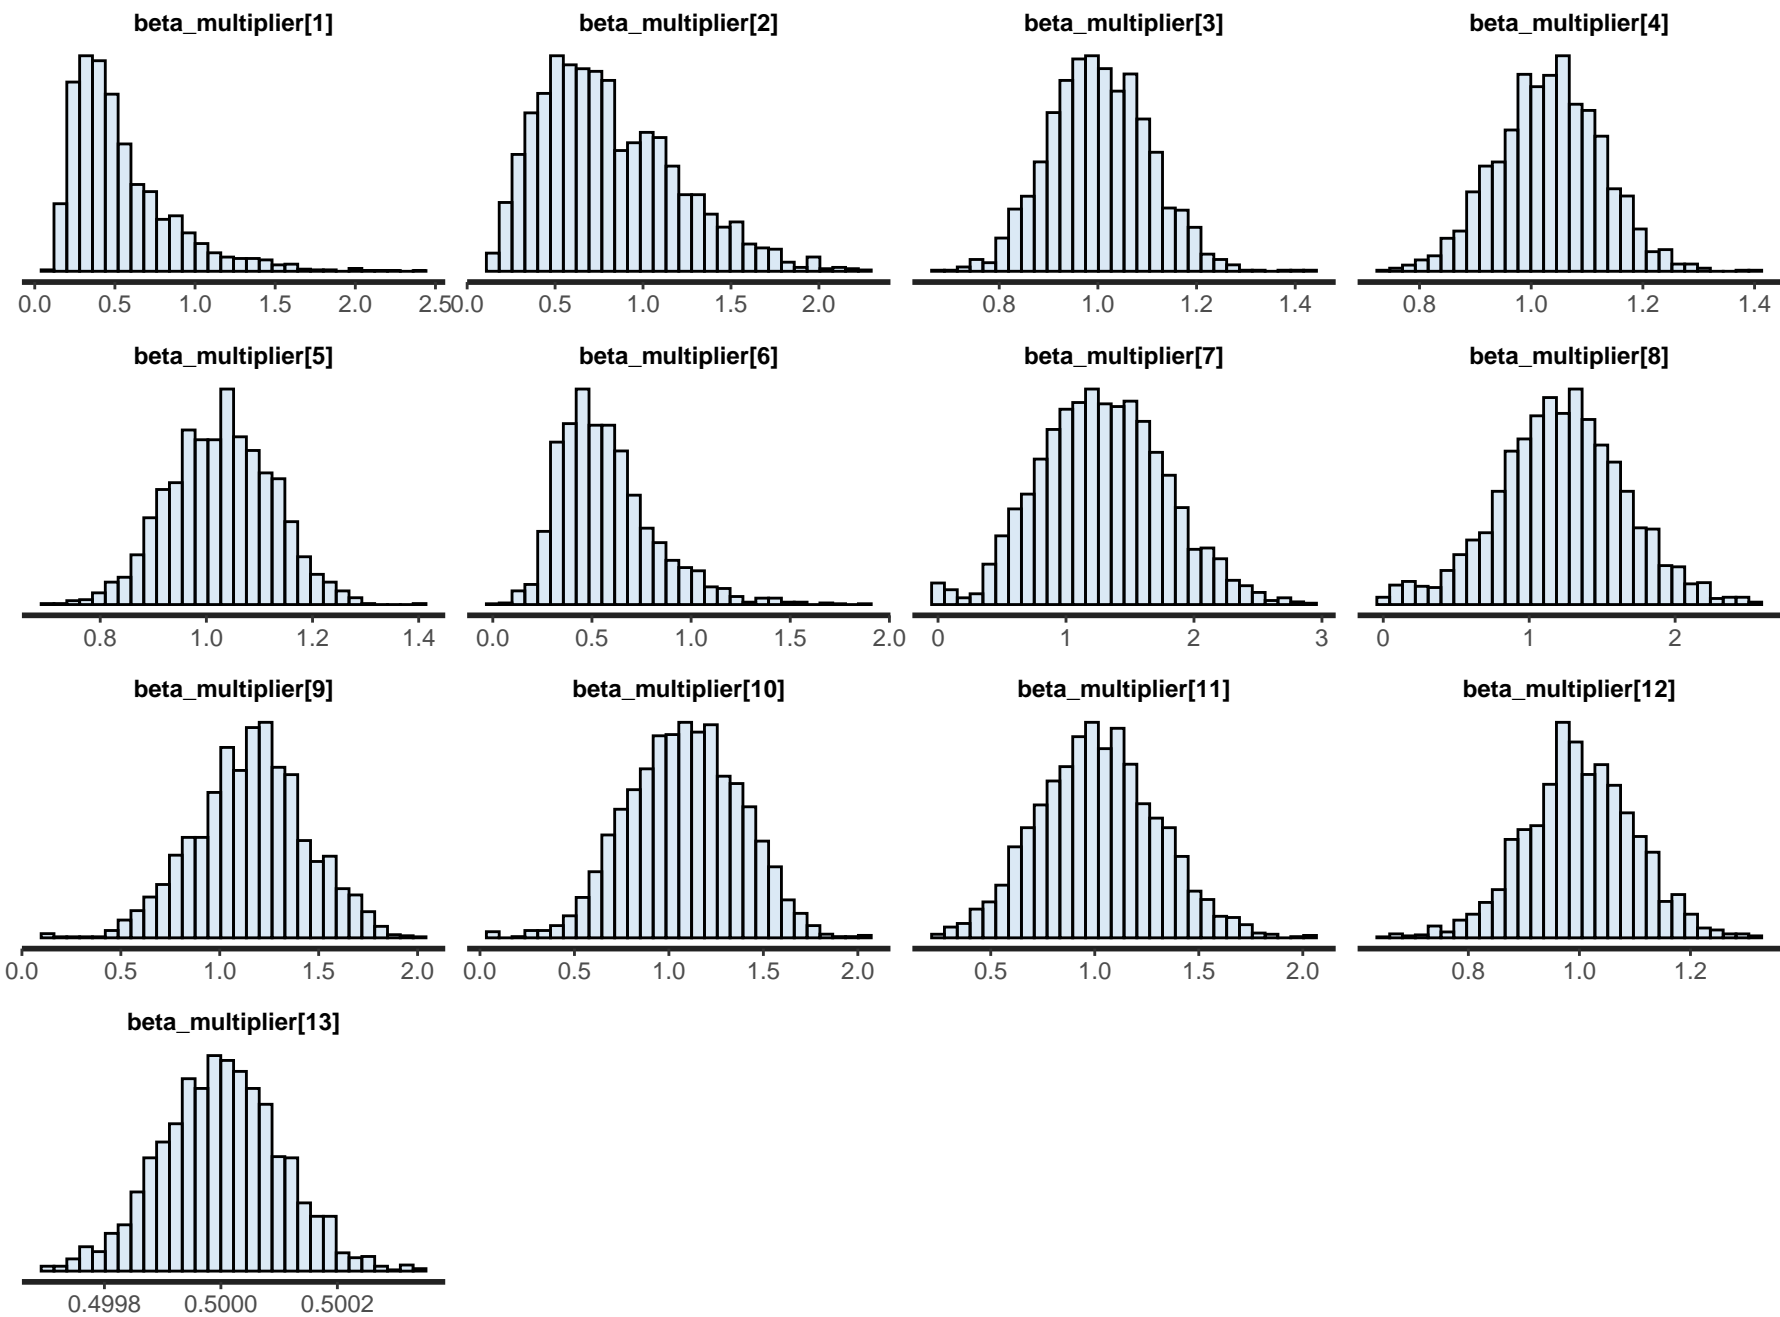 beta_multiplier[1] beta_multiplier[2] beta_multiplier[3] beta_multiplier[4]
0.0 0.5 1.0 1.5 2.0 2.5 0.0 0.5 1.0 1.5 2.0 0.8 1.0 1.2 1.4 0.8 1.0 1.2 1.4
beta_multiplier[5] beta_multiplier[6] beta_multiplier[7] beta_multiplier[8]
0.8 1.0 1.2 1.4 0.0 0.5 1.0 1.5 2.0 0 1 2 3 0 1 2
beta_multiplier[9] beta_multiplier[10] beta_multiplier[11] beta_multiplier[12]
0.0 0.5 1.0 1.5 2.0 0.0 0.5 1.0 1.5 2.0 0.5 1.0 1.5 2.0 0.8 1.0 1.2
beta_multiplier[13]
0.4998 0.5000 0.5002